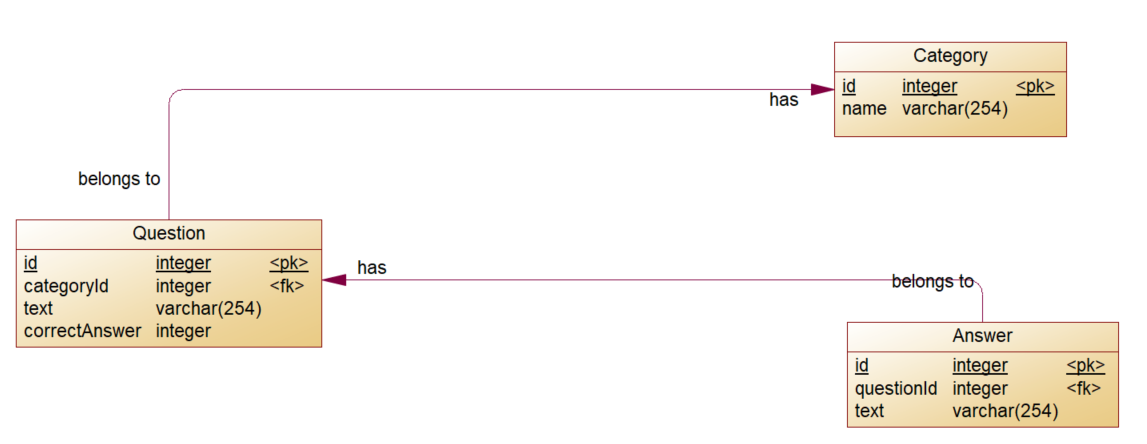 Category
id integer <pk>
name varchar(254)
has
belongs to
Question
id integer <pk>
categoryId integer <fk>
text varchar(254)
correctAnswer integer
has
belongs to
Answer
id integer <pk>
questionId integer <fk>
text varchar(254)